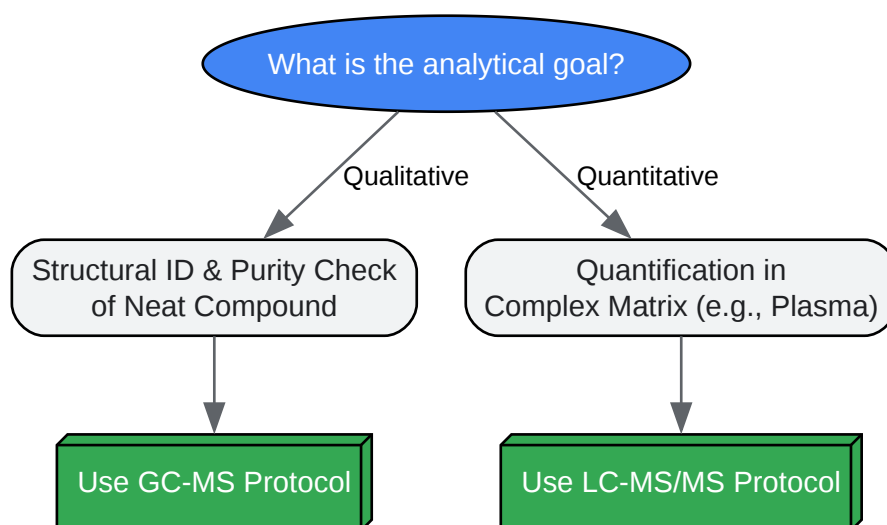 What is the analytical goal?
Qualitative
Quantitative
Structural ID & Purity Check
of Neat Compound
Quantification in
Complex Matrix (e.g., Plasma)
Use GC-MS Protocol
Use LC-MS/MS Protocol